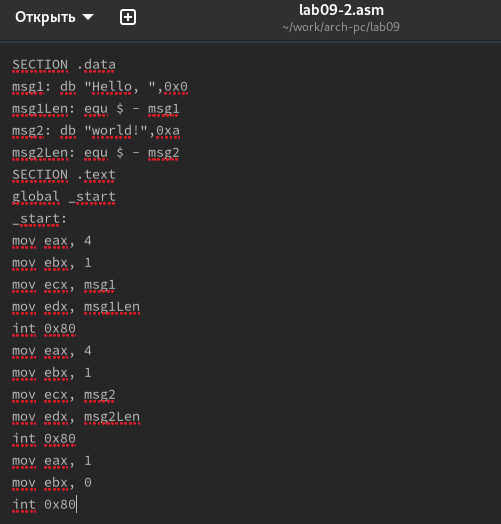 Открыть
lab09-2.asm
~/work/arch-pc/lab09
SECTION .data
msg1: db "Hello, ",0x0
msg1Len: equ $ - msg1
msg2: db "world!",0xa
msg2Len: equ $ - msg2
SECTION .text
global _start
_start:
mov eax, 4
mov ebx, 1
mov ecx, msg1
mov edx, msg1Len
int 0x80
mov eax, 4
mov ebx, 1
mov ecx, msg2
mov edx, msg2Len
int 0x80
mov eax, 1
mov ebx, 0
int 0x80